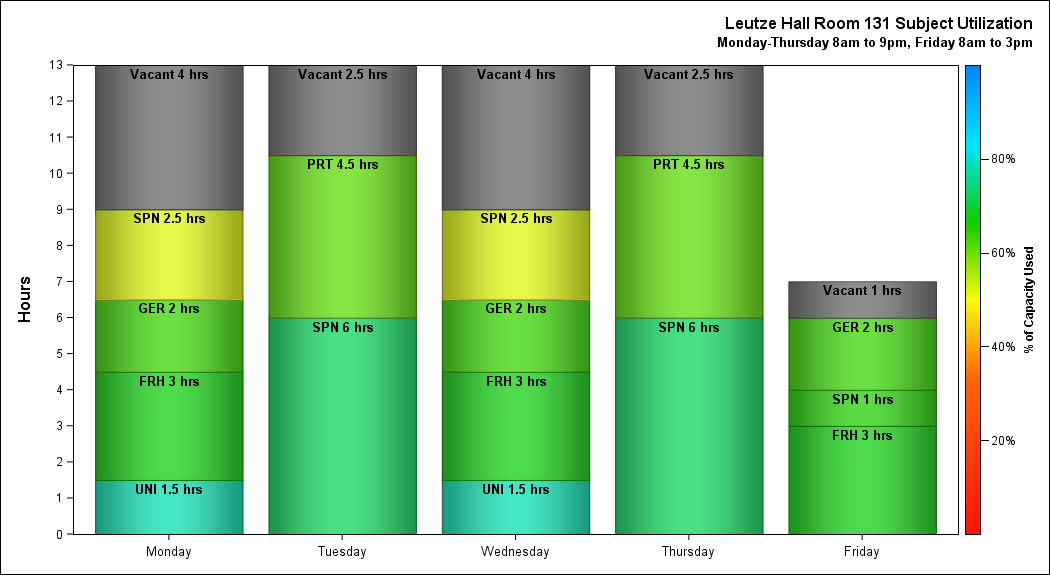 Leutze Hall Room 131 Subject Utilization
Monday-Thursday 8am to 9pm, Friday 8am to 3pm
Hours
13
12
11
10
9
8
7
6
5
4
3
2
1
0
Vacant 4 hrs
SPN 2.5 hrs
GER 2 hrs
FRH 3 hrs
UNI 1.5 hrs
Vacant 2.5 hrs
PRT 4.5 hrs
SPN 6 hrs
Vacant 4 hrs
SPN 2.5 hrs
GER 2 hrs
FRH 3 hrs
UNI 1.5 hrs
Vacant 2.5 hrs
PRT 4.5 hrs
SPN 6 hrs
Vacant 1 hrs
GER 2 hrs
SPN 1 hrs
FRH 3 hrs
Monday
Tuesday
Wednesday
Thursday
Friday
80%
60%
40%
20%
% of Capacity Used